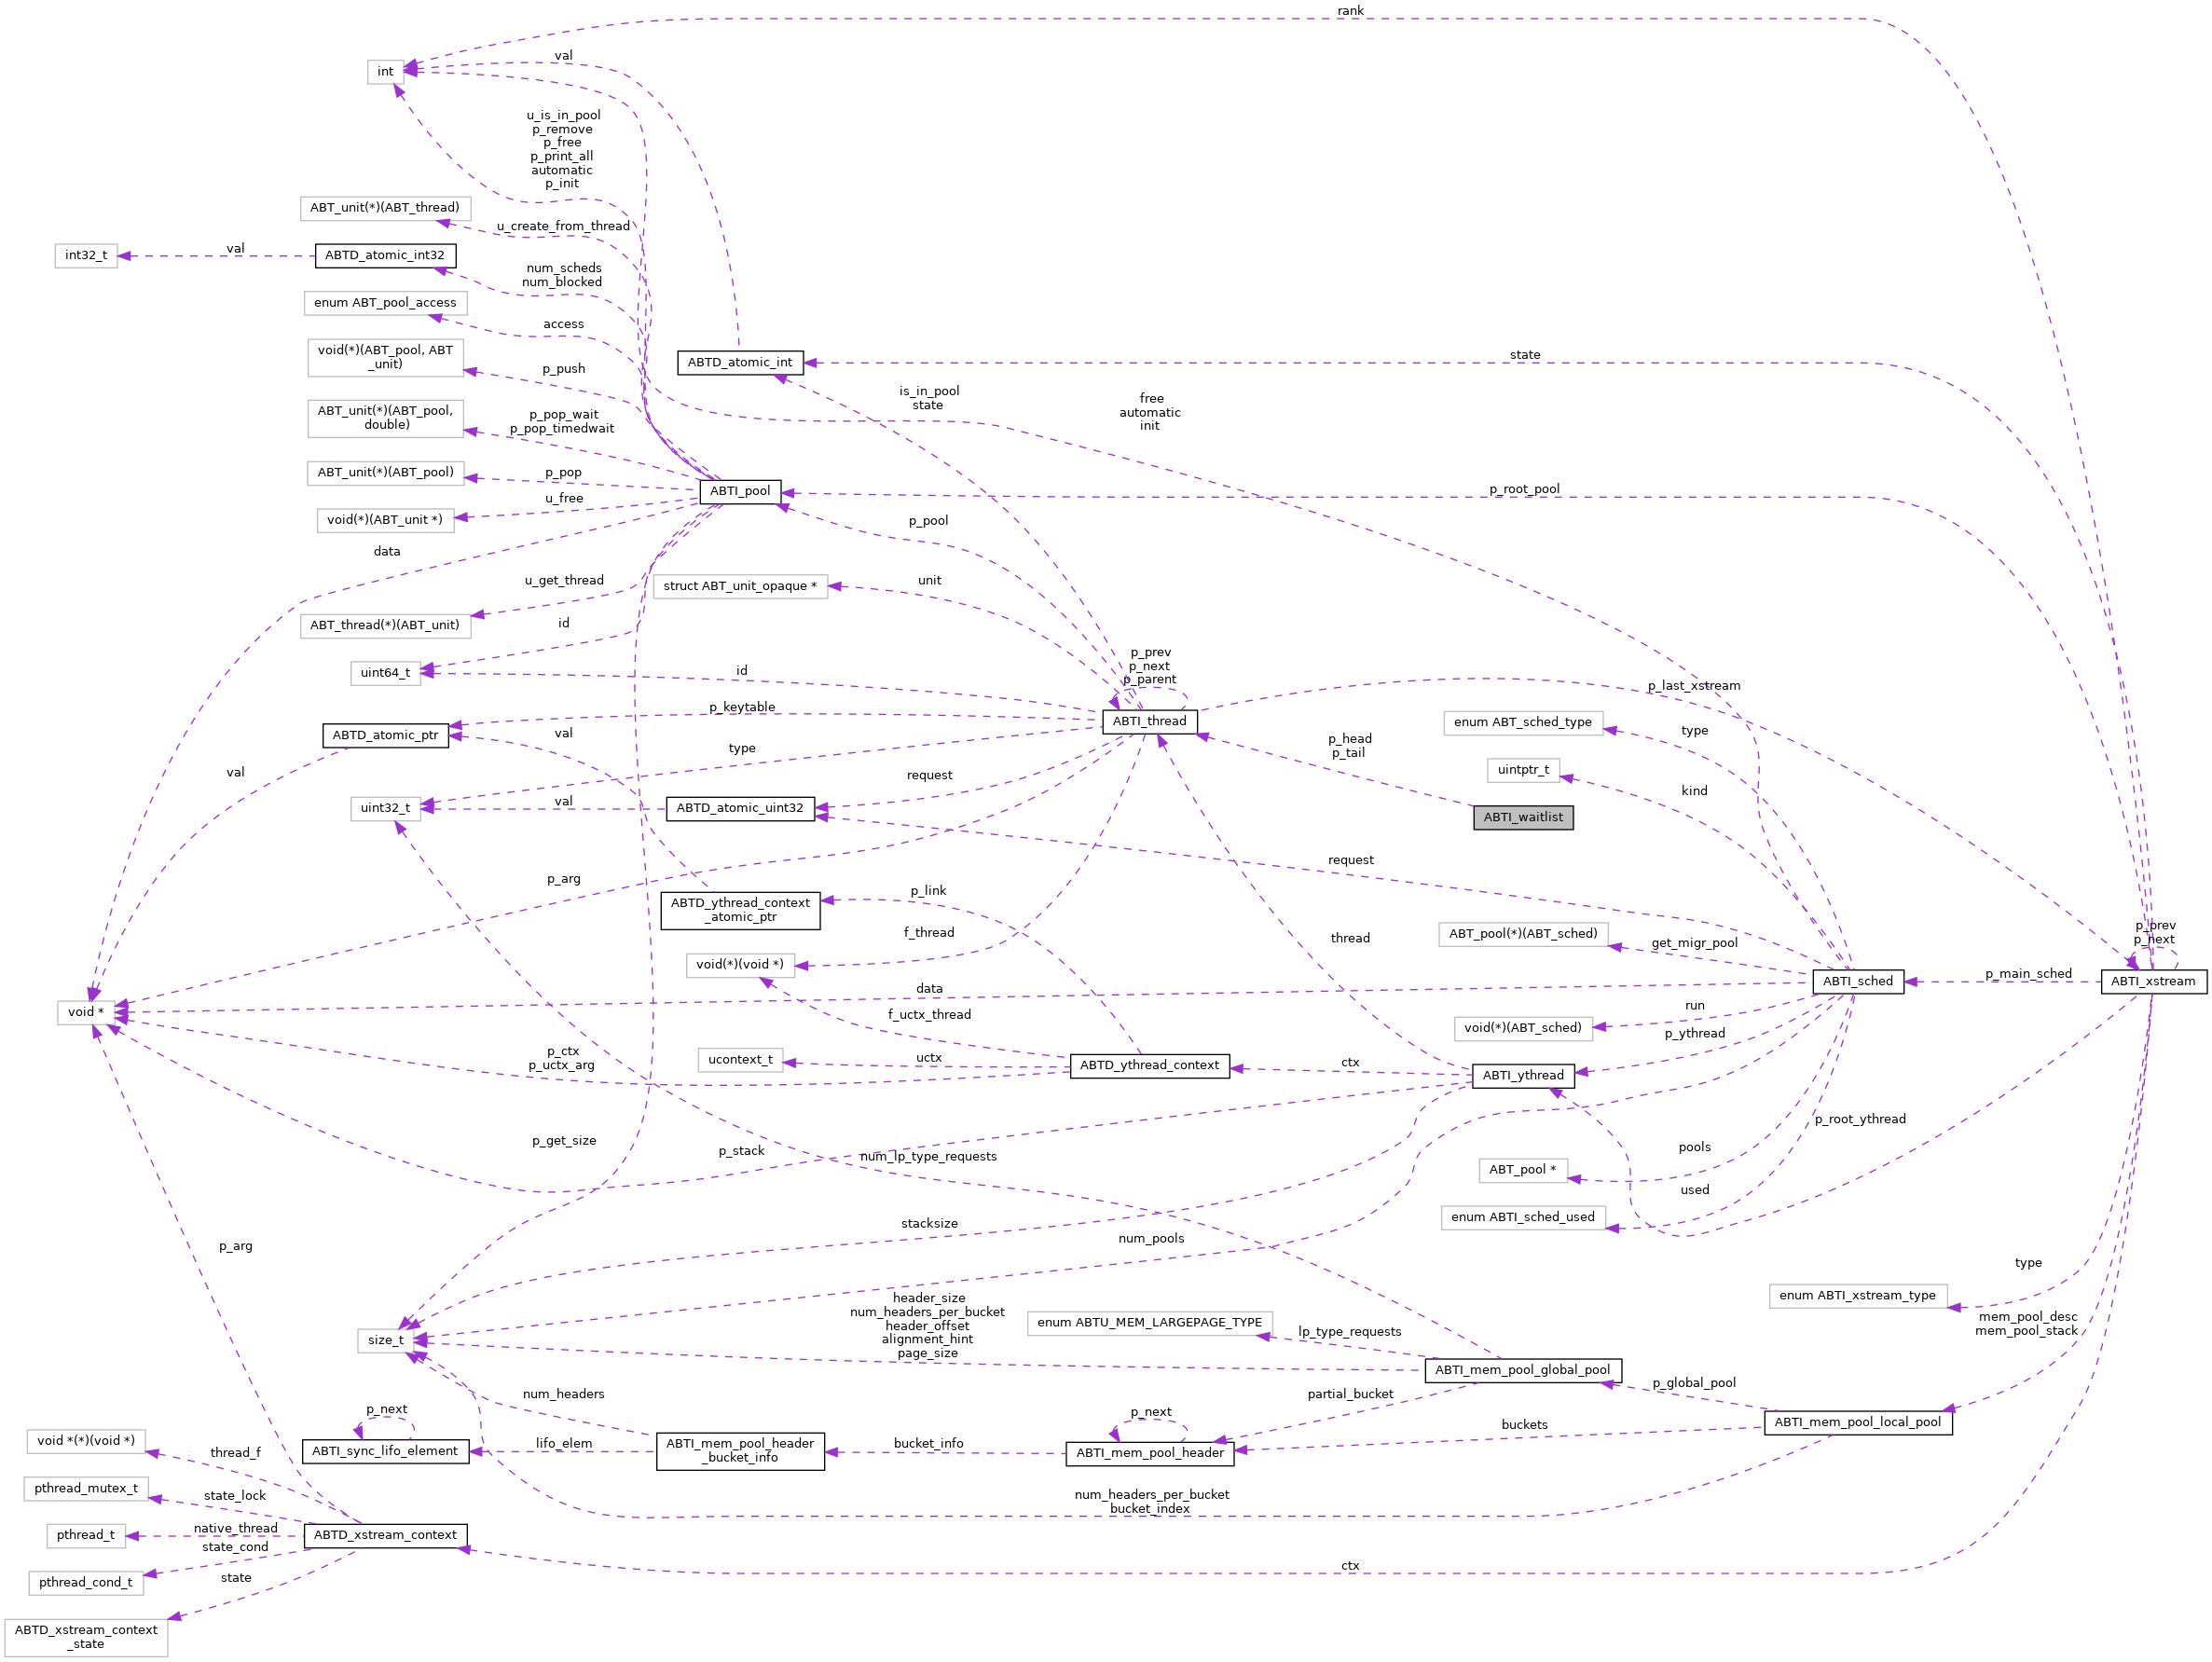 rank
val
int
u_is_in_pool
p_remove
p_free
p_print_all
automatic
p_init
ABT_unit(*)(ABT_thread)
u_create_from_thread
int32_t
val
ABTD_atomic_int32
num_scheds
num_blocked
enum ABT_pool_access
access
void(*)(ABT_pool, ABT
_unit)
p_push
ABTD_atomic_int
state
ABT_unit(*)(ABT_pool,
double)
p_pop_wait
p_pop_timedwait
is_in_pool
state
free
automatic
init
ABT_unit(*)(ABT_pool)
p_pop
u_free
ABTI_pool
p_root_pool
void(*)(ABT_unit *)
data
p_pool
u_get_thread
struct ABT_unit_opaque *
unit
ABT_thread(*)(ABT_unit)
id
uint64_t
id
p_prev
p_next
p_parent
p_last_xstream
ABTD_atomic_ptr
p_keytable
val
ABTI_thread
enum ABT_sched_type
type
val
type
p_head
p_tail
uintptr_t
kind
uint32_t
val
request
ABTD_atomic_uint32
ABTI_waitlist
request
p_arg
ABTD_ythread_context
_atomic_ptr
p_link
f_thread
thread
ABT_pool(*)(ABT_sched)
get_migr_pool
p_prev
p_next
void(*)(void *)
data
ABTI_sched
p_main_sched
ABTI_xstream
void *
f_uctx_thread
void(*)(ABT_sched)
run
p_ythread
p_ctx
p_uctx_arg
ucontext_t
uctx
ABTD_ythread_context
ctx
ABTI_ythread
p_root_ythread
p_get_size
p_stack
num_lp_type_requests
pools
ABT_pool *
used
enum ABTI_sched_used
p_arg
stacksize
num_pools
type
enum ABTI_xstream_type
header_size
num_headers_per_bucket
header_offset
alignment_hint
page_size
enum ABTU_MEM_LARGEPAGE_TYPE
lp_type_requests
mem_pool_desc
mem_pool_stack
size_t
ABTI_mem_pool_global_pool
p_global_pool
num_headers
partial_bucket
p_next
p_next
ABTI_mem_pool_local_pool
buckets
void *(*)(void *)
thread_f
ABTI_sync_lifo_element
lifo_elem
ABTI_mem_pool_header
_bucket_info
bucket_info
ABTI_mem_pool_header
pthread_mutex_t
state_lock
num_headers_per_bucket
bucket_index
pthread_t
native_thread
ABTD_xstream_context
state_cond
pthread_cond_t
state
ctx
ABTD_xstream_context
_state